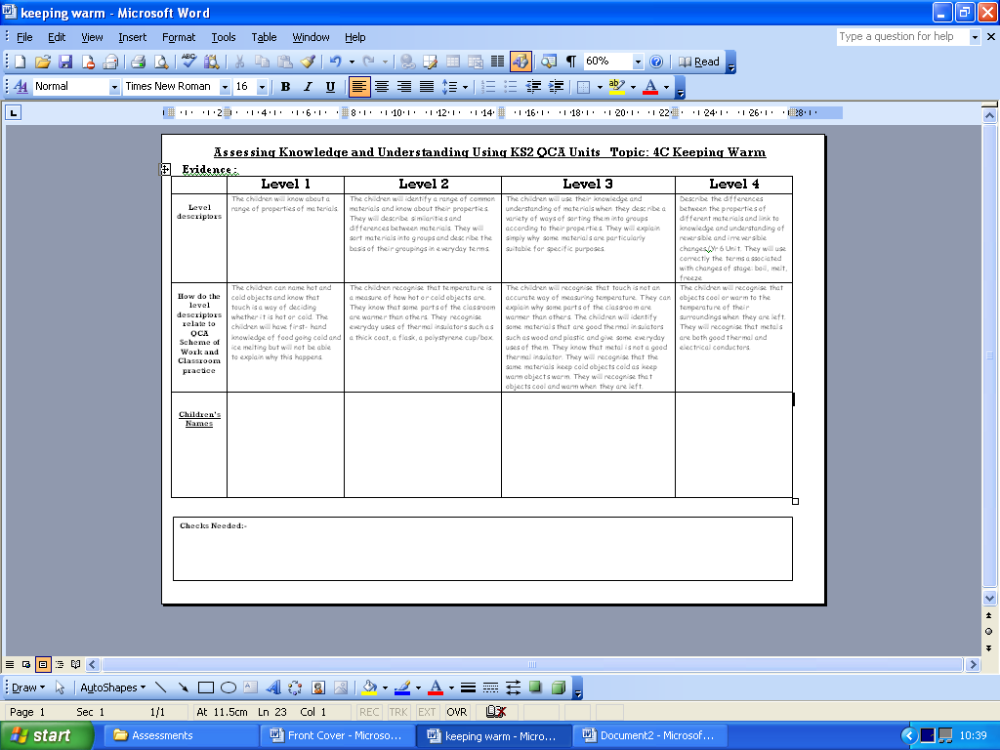 keeping warm - Microsoft Word
File Edit View Insert Format Tools Table Window Help
Type a question for help
60%
Read
Normal
Times New Roman
16
B I U
2 4 6 8 10 12 14 16 18 20 22 24 26 28
Assessing Knowledge and Understanding Using KS2 QCA Units Topic: 4C Keeping Warm
Evidence:
Level 1
Level 2
Level 3
Level 4
Level
descriptors
The children will know about a
range of properties of materials
The children will identify a range of common
materials and know about their properties.
They will describe similarities and
differences between materials. They will
sort materials into groups and describe the
basis of their groupings in everyday terms.
The children will use their knowledge and
understanding of materials when they describe a
variety of ways of sorting them into groups
according to their properties. They will explain
simply why some materials are particularly
suitable for specific purposes
Describe the differences
between the properties of
different materials and link to
knowledge and understanding of
reversible and irreversible
changes Yr 6 Unit. They will use
correctly the terms associated
with changes of stage: boil, melt,
freeze
How do the
level
descriptors
relate to
QCA
Scheme of
Work and
Classroom
practice
The children can name hot and
cold objects and know that
touch is a way of deciding
whether it is hot or cold. The
children will have first- hand
knowledge of food going cold and
ice melting but will not be able
to explain why this happens
The children recognise that temperature is
a measure of how hot or cold objects are.
They know that some parts of the classroom
are warmer than others. They recognise
everyday uses of thermal insulators such as
a thick coat, a flask, a polystyrene cup/box.
The children will recognise that touch is not an
accurate way of measuring temperature. They can
explain why some parts of the classroom are
warmer than others. The children will identify
some materials that are good thermal insulators
such as wood and plastic and give some everyday
uses of them. They know that metal is not a good
thermal insulator. They will recognise that the
same materials keep cold objects cold as keep
warm objects warm. They will recognise that
objects cool and warm when they are left.
The children will recognise that
objects cool or warm to the
temperature of their
surroundings when they are left.
They will recognise that metals
are both good thermal and
electrical conductors
Children's
Names
Checks Needed:-
Draw
AutoShapes
Page 1 Sec 1 1/1 At 11.5cm Ln 23 Col 1 REC TRK EXT OVR
start
Assessments
Front Cover - Microso...
keeping warm - Micro...
Document2 - Microsof...
10:39